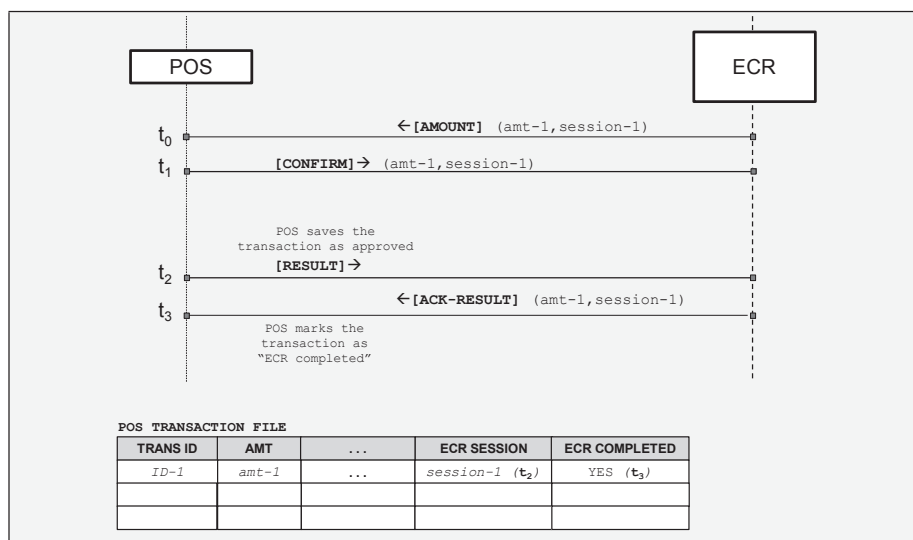 POS
ECR
t0
←[AMOUNT] (amt-1,session-1)
t1
[CONFIRM]→ (amt-1,session-1)
POS saves the
transaction as approved
t2
[RESULT]→
t3
←[ACK-RESULT] (amt-1,session-1)
POS marks the
transaction as
“ECR completed”
POS TRANSACTION FILE
TRANS ID AMT ... ECR SESSION ECR COMPLETED
ID-1 amt-1 ... session-1 (t2) YES (t3)